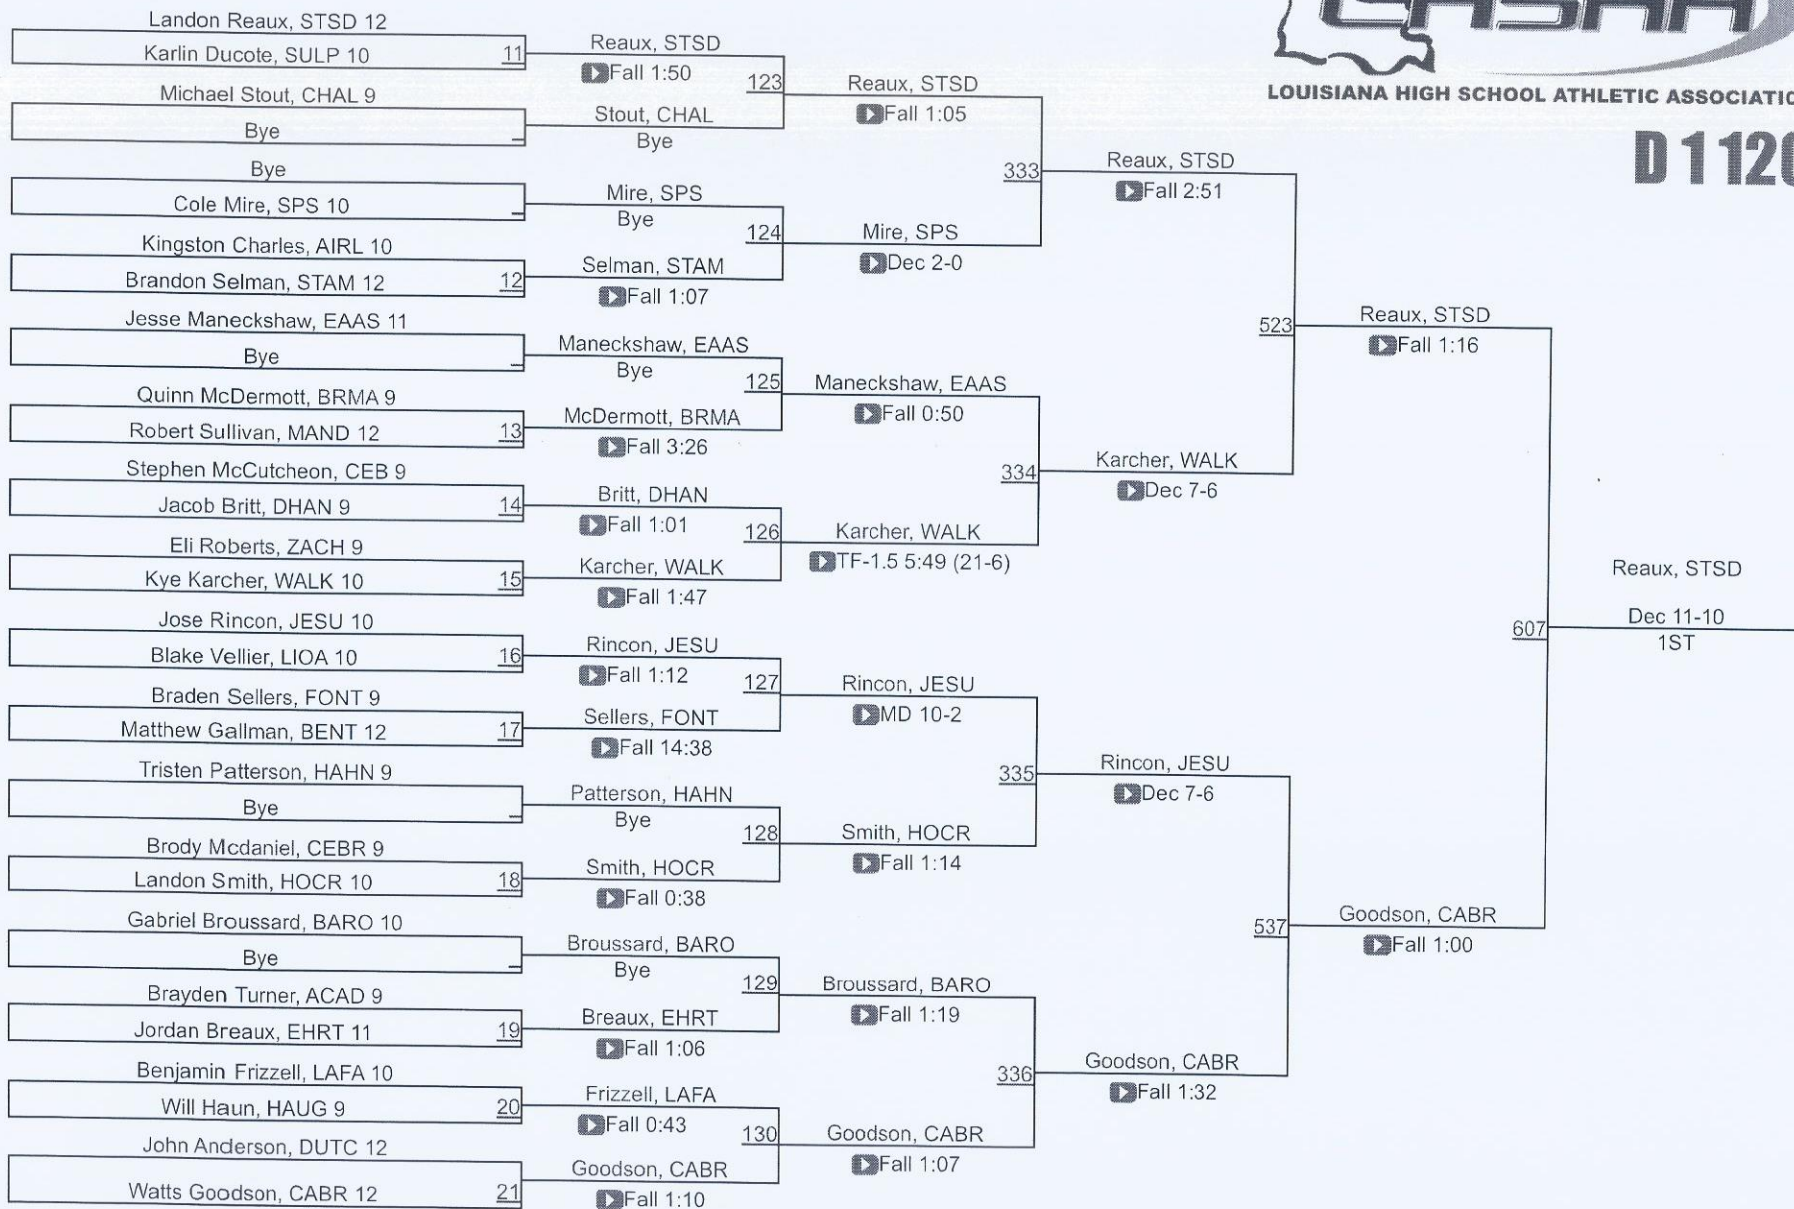 LHSAA
LOUISIANA HIGH SCHOOL ATHLETIC ASSOCIATIO
D 1 120
Landon Reaux, STSD 12
Karlin Ducote, SULP 10
11
Michael Stout, CHAL 9
Bye
Bye
Cole Mire, SPS 10
Kingston Charles, AIRL 10
Brandon Selman, STAM 12
12
Jesse Maneckshaw, EAAS 11
Bye
Quinn McDermott, BRMA 9
Robert Sullivan, MAND 12
13
Stephen McCutcheon, CEB 9
Jacob Britt, DHAN 9
14
Eli Roberts, ZACH 9
Kye Karcher, WALK 10
15
Jose Rincon, JESU 10
Blake Vellier, LIOA 10
16
Braden Sellers, FONT 9
Matthew Gallman, BENT 12
17
Tristen Patterson, HAHN 9
Bye
Brody Mcdaniel, CEBR 9
Landon Smith, HOCR 10
18
Gabriel Broussard, BARO 10
Bye
Brayden Turner, ACAD 9
Jordan Breaux, EHRT 11
19
Benjamin Frizzell, LAFA 10
Will Haun, HAUG 9
20
John Anderson, DUTC 12
Watts Goodson, CABR 12
21
Reaux, STSD
Fall 1:50
123
Stout, CHAL
Bye
Mire, SPS
Bye
124
Selman, STAM
Fall 1:07
Maneckshaw, EAAS
Bye
125
McDermott, BRMA
Fall 3:26
Britt, DHAN
Fall 1:01
126
Karcher, WALK
Fall 1:47
Rincon, JESU
Fall 1:12
127
Sellers, FONT
Fall 14:38
Patterson, HAHN
Bye
128
Smith, HOCR
Fall 0:38
Broussard, BARO
Bye
129
Breaux, EHRT
Fall 1:06
Frizzell, LAFA
Fall 0:43
130
Goodson, CABR
Fall 1:10
Reaux, STSD
Fall 1:05
333
Mire, SPS
Dec 2-0
Maneckshaw, EAAS
Fall 0:50
334
Karcher, WALK
TF-1.5 5:49 (21-6)
Rincon, JESU
MD 10-2
335
Smith, HOCR
Fall 1:14
Broussard, BARO
Fall 1:19
336
Goodson, CABR
Fall 1:07
Reaux, STSD
Fall 2:51
523
Karcher, WALK
Dec 7-6
Rincon, JESU
Dec 7-6
537
Goodson, CABR
Fall 1:32
Reaux, STSD
Fall 1:16
607
Goodson, CABR
Fall 1:00
Reaux, STSD
Dec 11-10
1ST